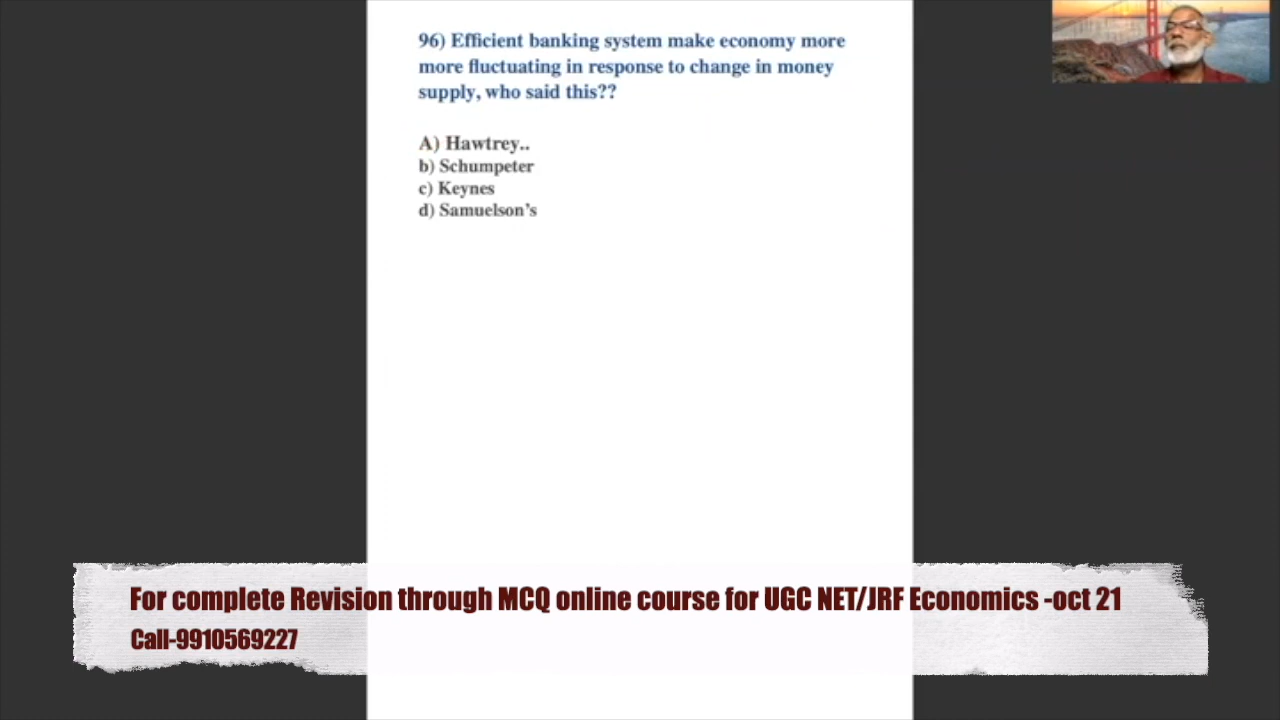 96) Efficient banking system make economy more
more fluctuating in response to change in money
supply, who said this??
A) Hawtrey..
b) Schumpeter
c) Keynes
d) Samuelson's
For complete Revision through MCQ online course for UGC NET/JRF Economics -oct 21
Call-9910569227